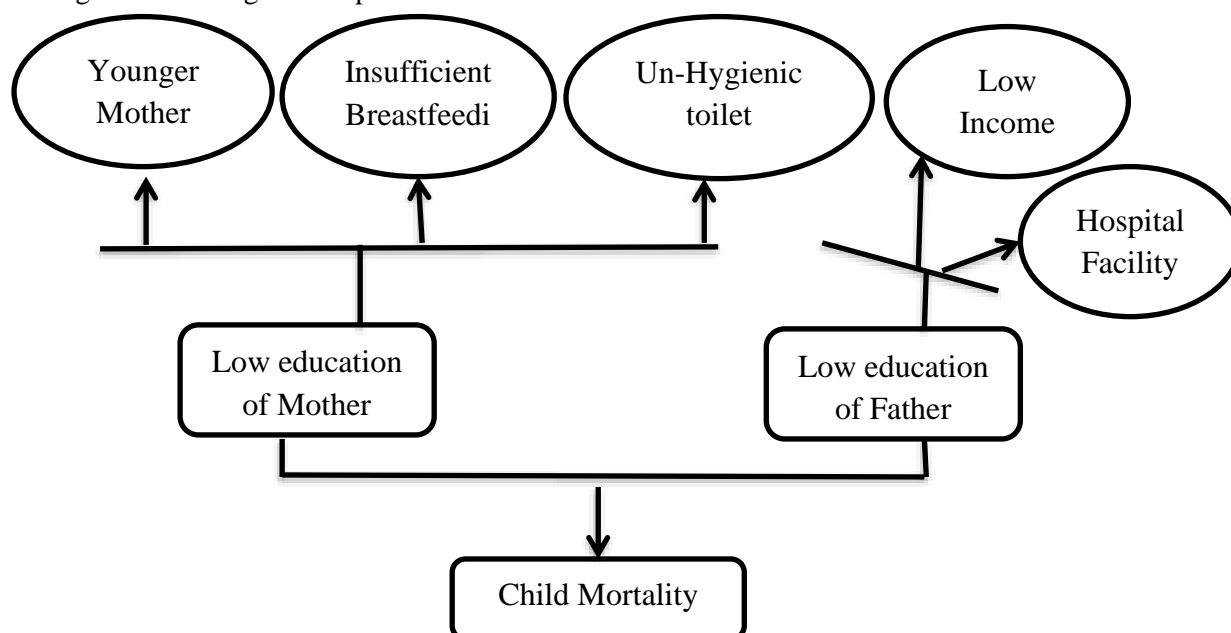 Younger
Mother
Insufficient
Breastfeedi
Un-Hygienic
toilet
Low
Income
Hospital
Facility
Low education
of Mother
Low education
of Father
Child Mortality